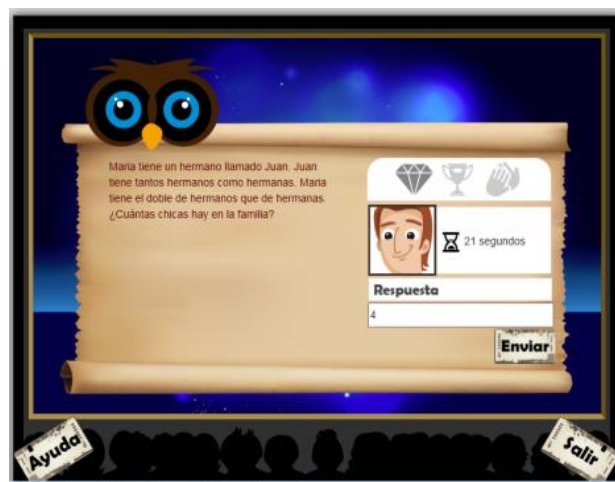 Maria tiene un hermano llamado Juan. Juan
tiene tantos hermanos como hermanas. Maria
tiene el doble de hermanos que de hermanas.
¿Cuántas chicas hay en la familia?
21 segundos
Respuesta
4
Enviar
Ayuda
Salir